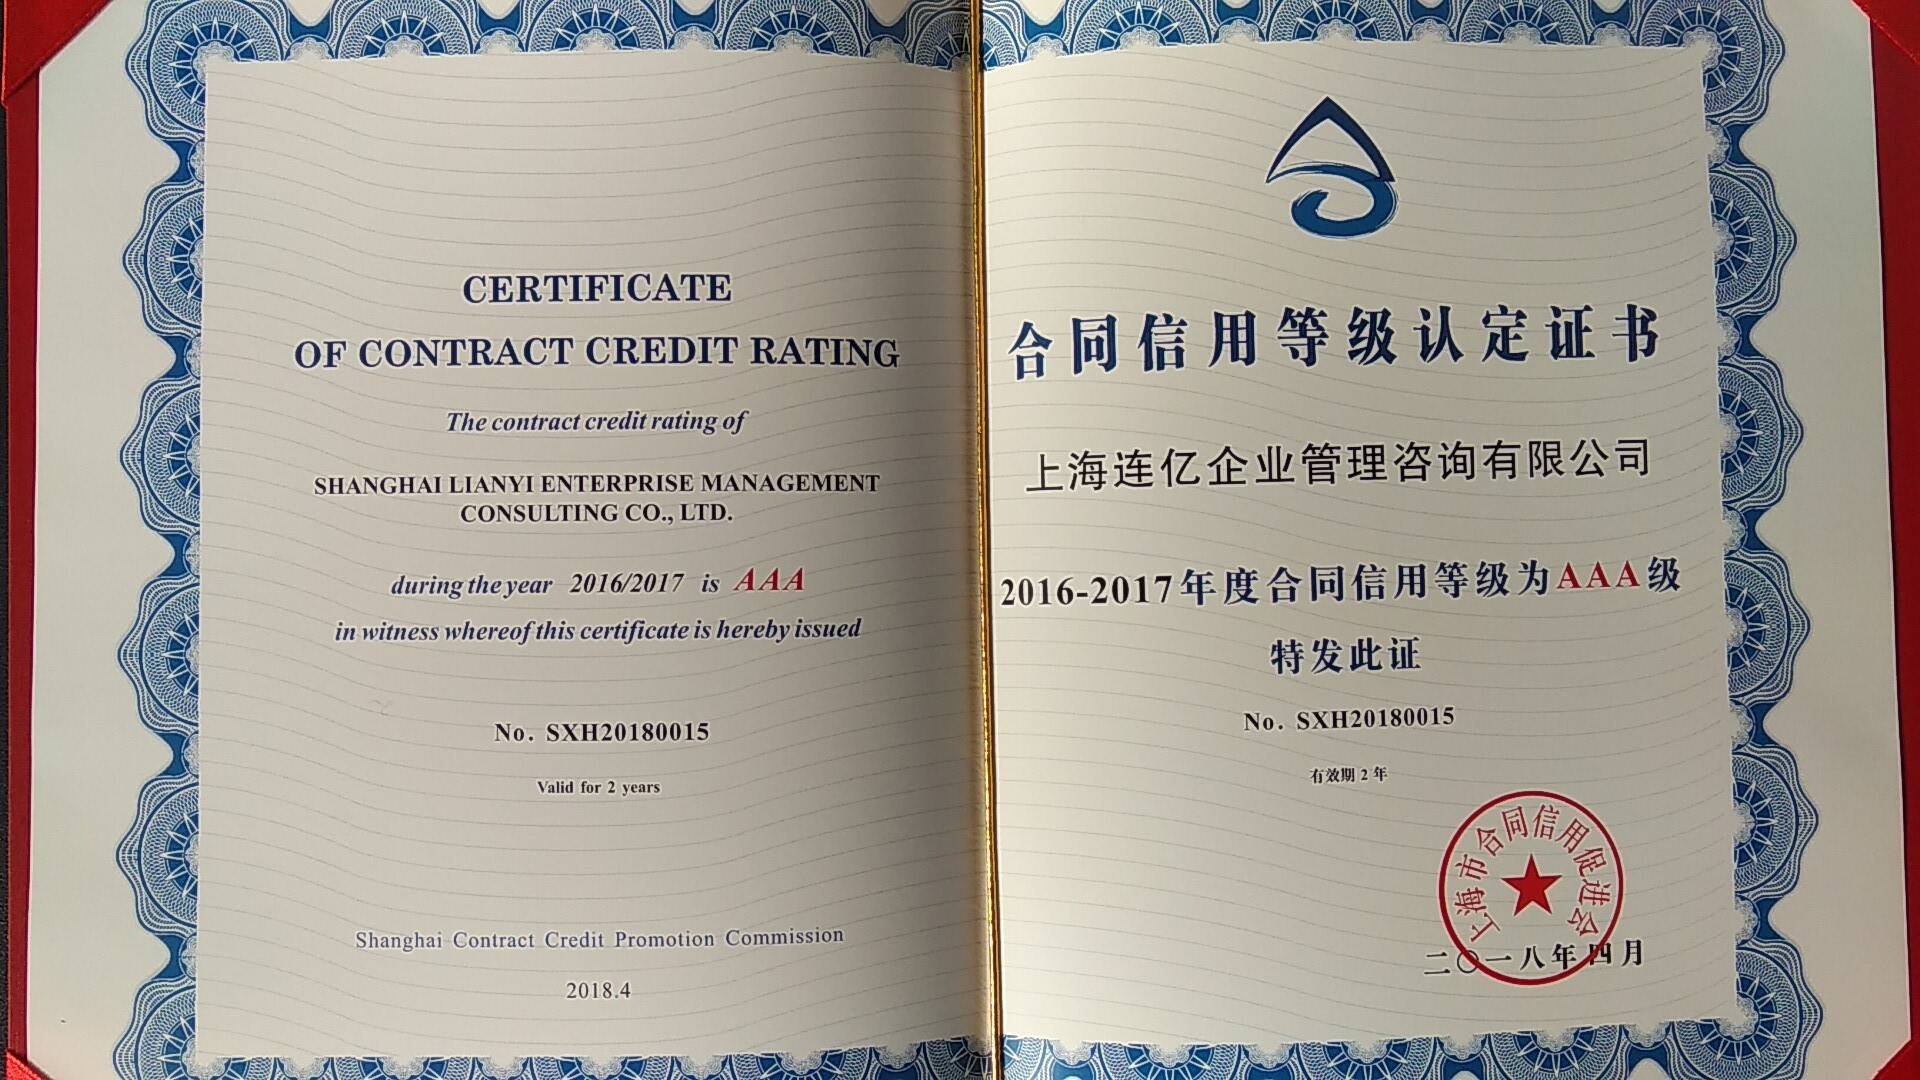 CERTIFICATE
OF CONTRACT CREDIT RATING
The contract credit rating of
SHANGHAI LIANYI ENTERPRISE MANAGEMENT
CONSULTING CO., LTD.
during the year 2016/2017 is AAA
in witness whereof this certificate is hereby issued
No. SXH20180015
Valid for 2 years
Shanghai Contract Credit Promotion Commission
2018.4
合同信用等级认定证书
上海连亿企业管理咨询有限公司
2016-2017年度合同信用等级为AAA级
特发此证
No. SXH20180015
有效期2年
上海市合同信用促进会
二〇一八年四月